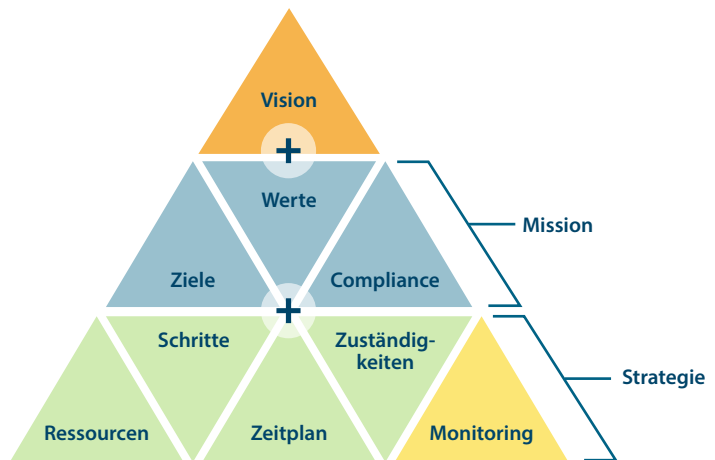 Vision
+
Werte
Mission
Ziele
Compliance
+
Schritte
Zuständig-
keiten
Strategie
Ressourcen
Zeitplan
Monitoring